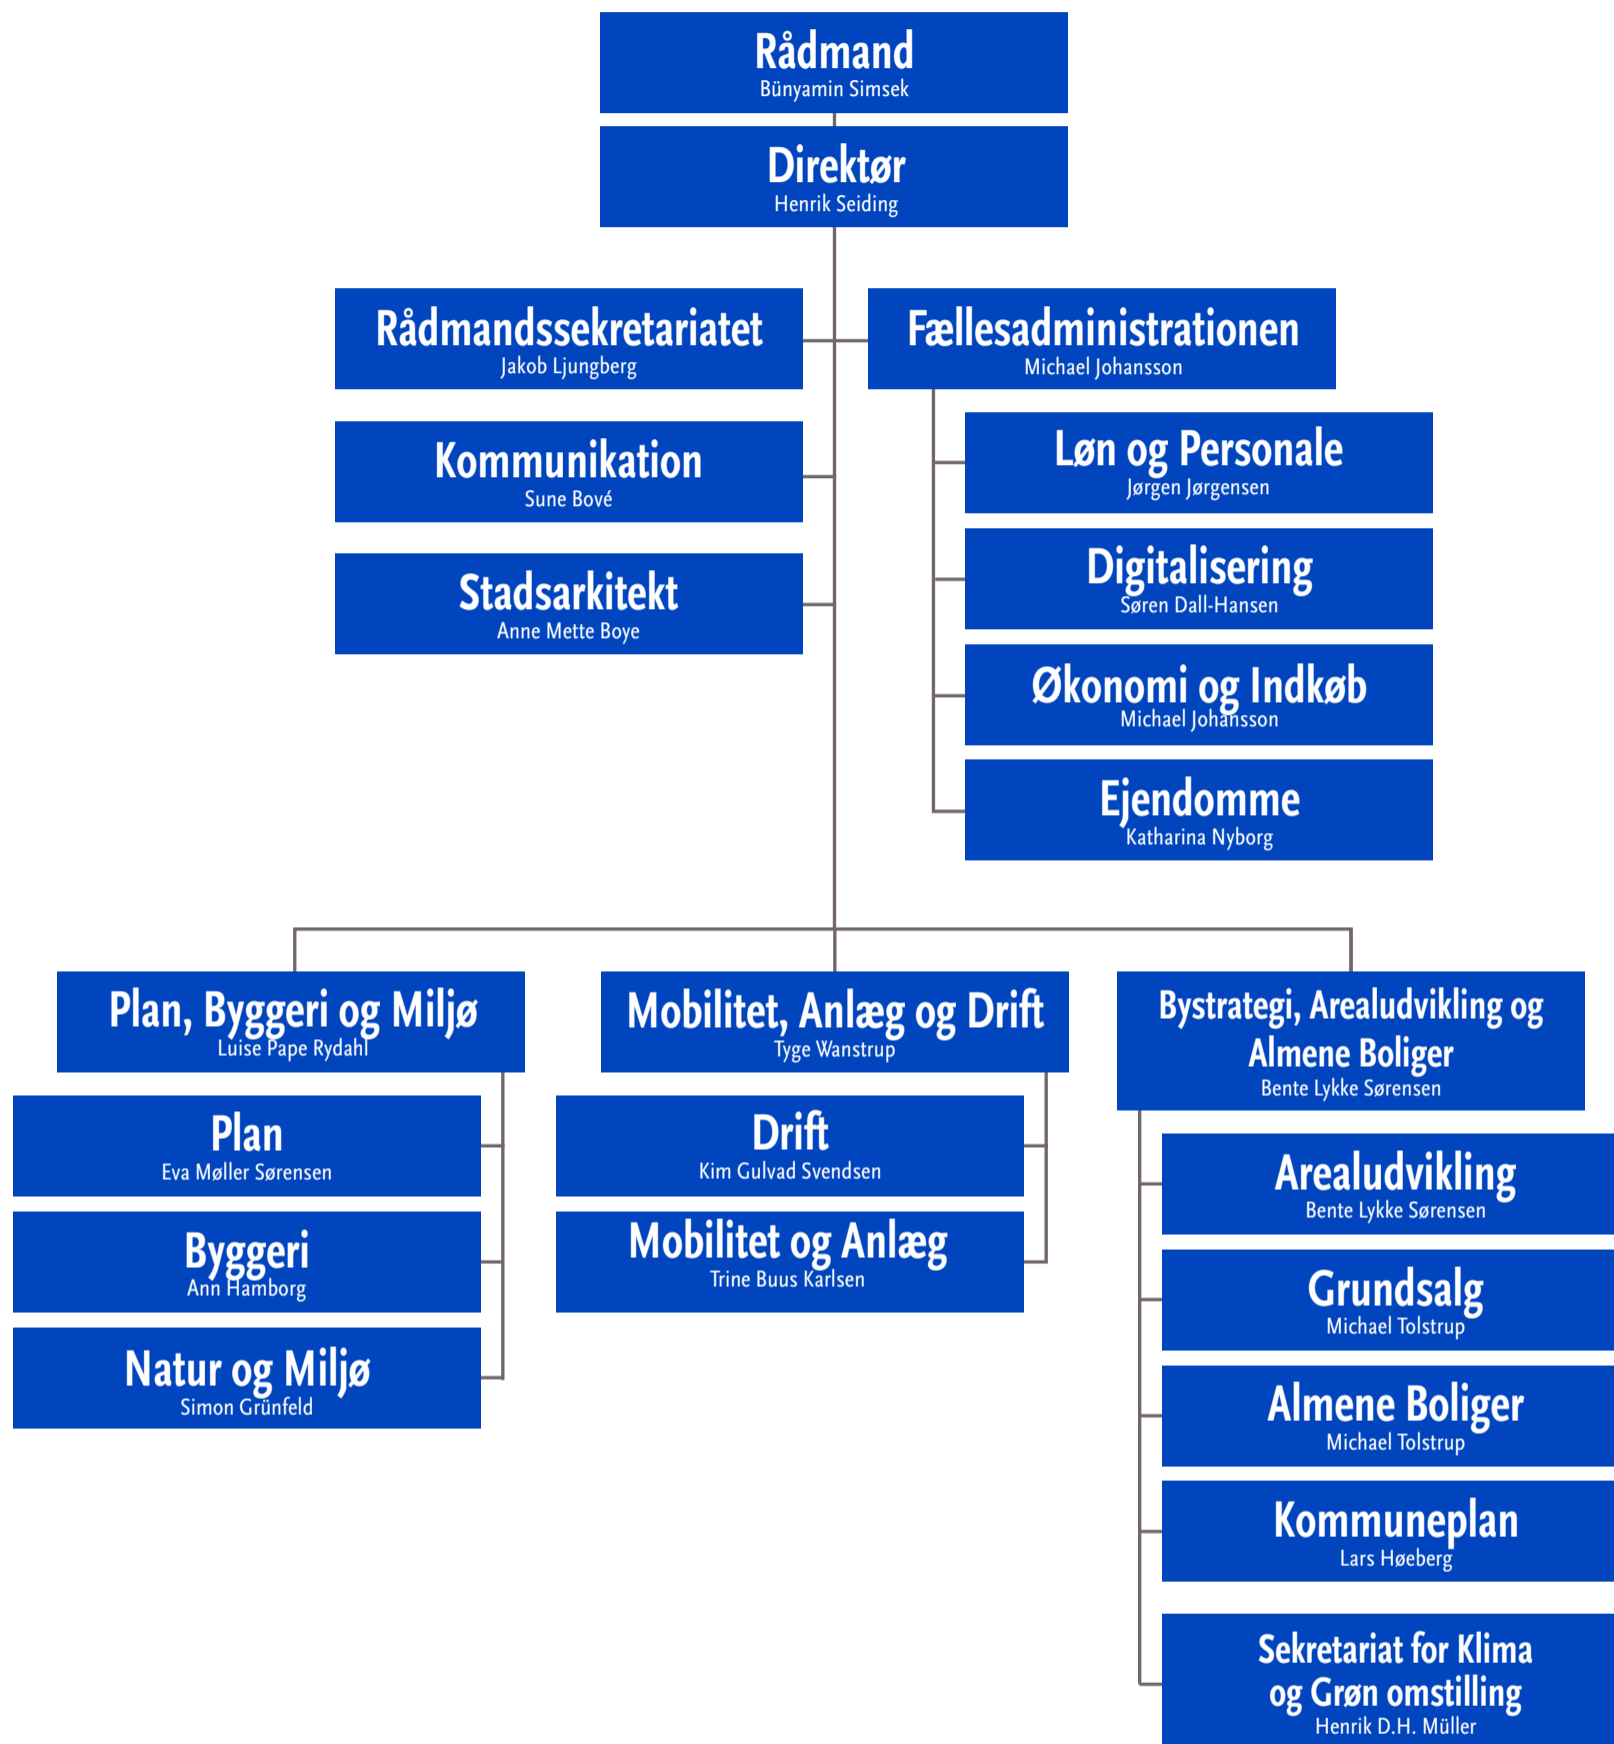 Rådmand
Bünyamin Simsek
Direktør
Henrik Seiding
Rådmandssekretariatet
Jakob Ljungberg
Fællesadministrationen
Michael Johansson
Kommunikation
Sune Bové
Stadsarkitekt
Anne Mette Boye
Løn og Personale
Jørgen Jørgensen
Digitalisering
Søren Dall-Hansen
Økonomi og Indkøb
Michael Johansson
Ejendomme
Katharina Nyborg
Plan, Byggeri og Miljø
Luise Pape Rydahl
Plan
Eva Møller Sørensen
Byggeri
Ann Hamborg
Natur og Miljø
Simon Grünfeld
Mobilitet, Anlæg og Drift
Tyge Wanstrup
Drift
Kim Gulvad Svendsen
Mobilitet og Anlæg
Trine Buus Karlsen
Bystrategi, Arealudvikling og
Almene Boliger
Bente Lykke Sørensen
Arealudvikling
Bente Lykke Sørensen
Grundsalg
Michael Tolstrup
Almene Boliger
Michael Tolstrup
Kommuneplan
Lars Høeberg
Sekretariat for Klima
og Grøn omstilling
Henrik D.H. Müller